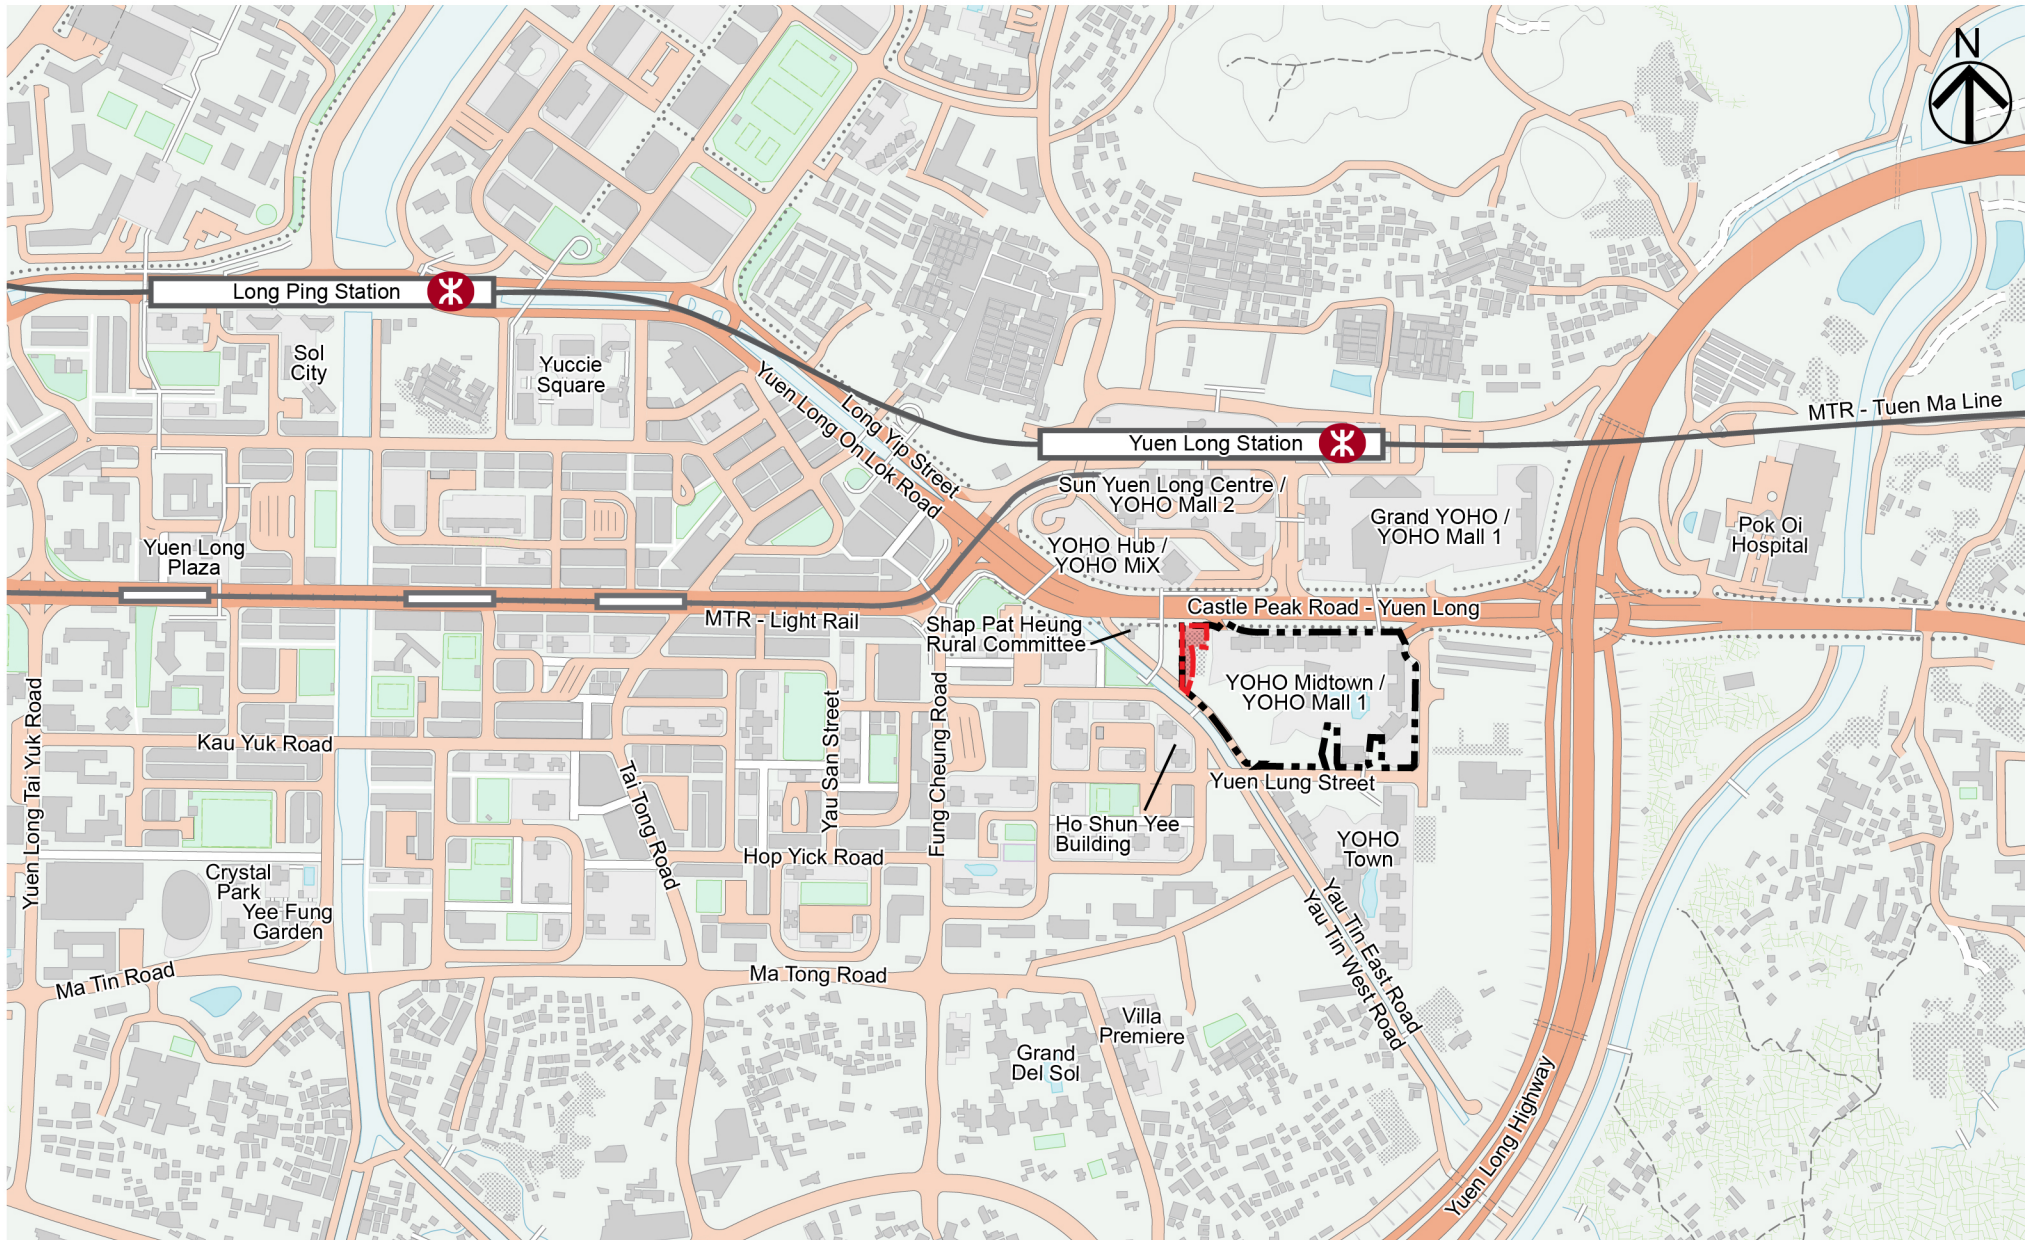 N
Long Ping Station
Sol
City
Yuccie
Square
Yuen Long On Lok Road
Long Yip Street
MTR - Tuen Ma Line
Yuen Long Station
Sun Yuen Long Centre /
YOHO Mall 2
Grand YOHO /
YOHO Mall 1
Pok Oi
Hospital
Yuen Long
Plaza
YOHO Hub /
YOHO MiX
Castle Peak Road - Yuen Long
MTR - Light Rail
Shap Pat Heung
Rural Committee
YOHO Midtown /
YOHO Mall 1
Yuen Long Tai Yuk Road
Kau Yuk Road
Tai Tong Road
Yau San Street
Fung Cheung Road
Yuen Lung Street
Ho Shun Yee
Building
YOHO
Town
Hop Yick Road
Crystal
Park
Yee Fung
Garden
Yau Tin East Road
Yau Tin West Road
Ma Tin Road
Ma Tong Road
Villa
Premiere
Grand
Del Sol
Yuen Long Highway